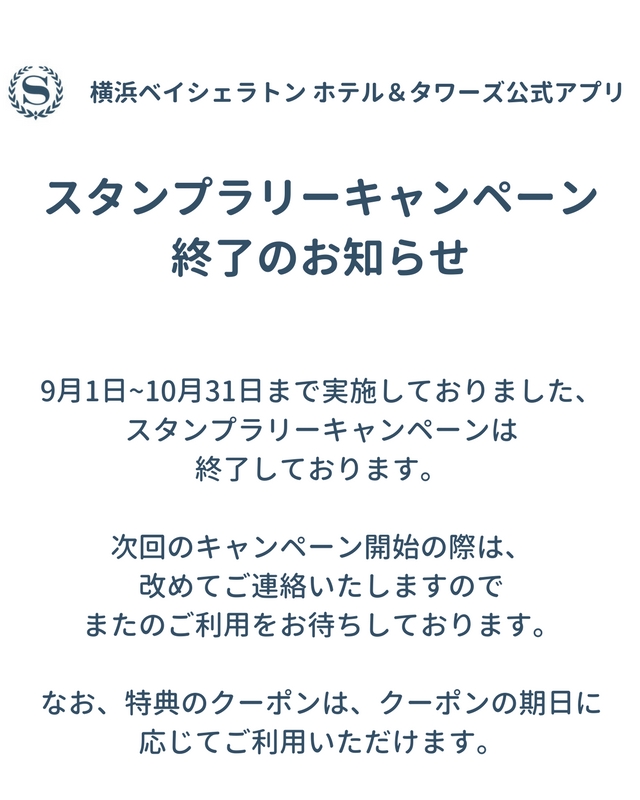 S
横浜ベイシェラトン ホテル&タワーズ公式アプリ
スタンプラリーキャンペーン
終了のお知らせ
9月1日~10月31日まで実施しておりました、
スタンプラリーキャンペーンは
終了しております。
次回のキャンペーン開始の際は、
改めてご連絡いたしますので
またのご利用をお待ちしております。
なお、特典のクーポンは、クーポンの期日に
応じてご利用いただけます。